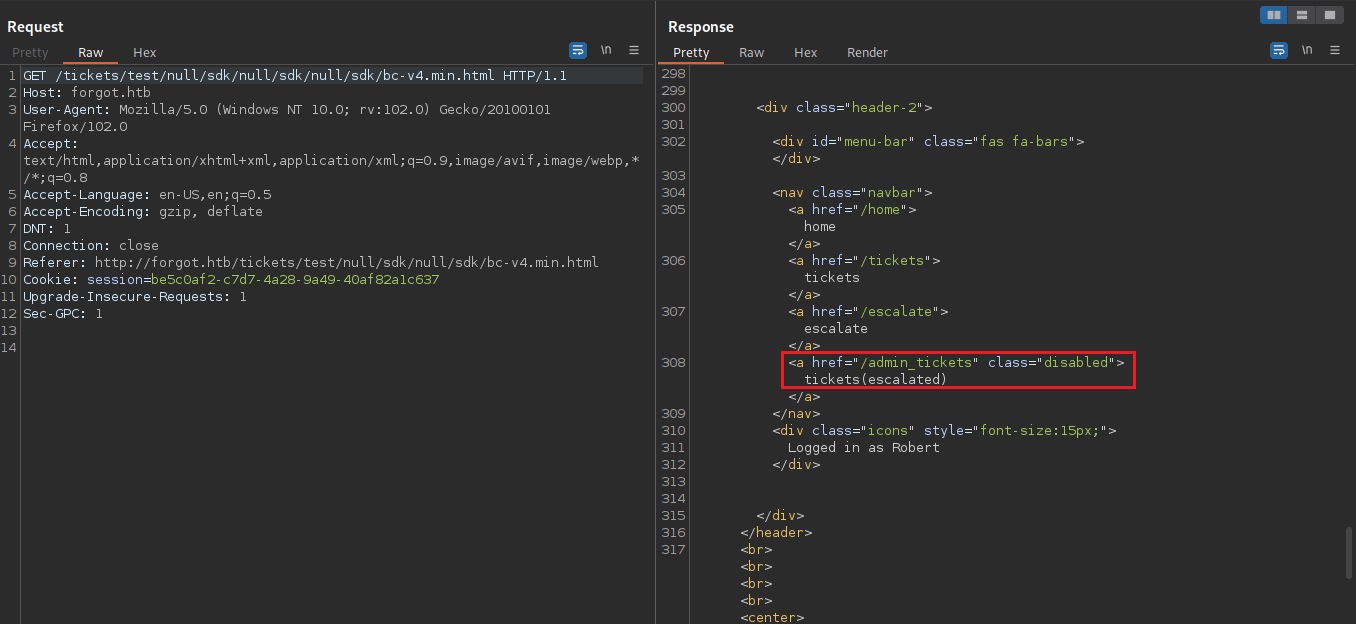 Request
Pretty Raw Hex
\n
1 GET /tickets/test/null/sdk/null/sdk/null/sdk/bc-v4.min.html HTTP/1.1
2 Host: forgot.htb
3 User-Agent: Mozilla/5.0 (Windows NT 10.0; rv:102.0) Gecko/20100101
Firefox/102.0
4 Accept:
text/html,application/xhtml+xml,application/xml;q=0.9,image/avif,image/webp,*
/*;q=0.8
5 Accept-Language: en-US,en;q=0.5
6 Accept-Encoding: gzip, deflate
7 DNT: 1
8 Connection: close
9 Referer: http://forgot.htb/tickets/test/null/sdk/null/sdk/bc-v4.min.html
10 Cookie: session=be5c0af2-c7d7-4a28-9a49-40af82a1c637
11 Upgrade-Insecure-Requests: 1
12 Sec-GPC: 1
13
14
Response
Pretty Raw Hex Render
\n
298
299
300 <div class="header-2">
301
302 <div id="menu-bar" class="fas fa-bars">
</div>
303
304 <nav class="navbar">
305 <a href="/home">
home
</a>
306 <a href="/tickets">
tickets
</a>
307 <a href="/escalate">
escalate
</a>
308 <a href="/admin_tickets" class="disabled">
tickets(escalated)
</a>
309 </nav>
310 <div class="icons" style="font-size:15px;">
311 Logged in as Robert
312 </div>
313
314
315 </div>
316 </header>
317 <br>
<br>
<br>
<br>
<center>